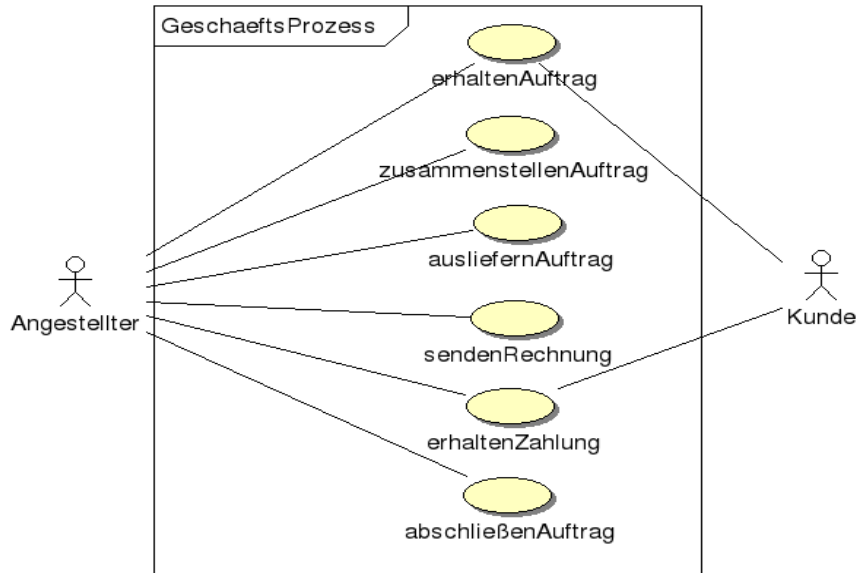 GeschaeftsProzess
erhaltenAuftrag
zusammenstellenAuftrag
ausliefernAuftrag
Angestellter
Kunde
sendenRechnung
erhaltenZahlung
abschließenAuftrag